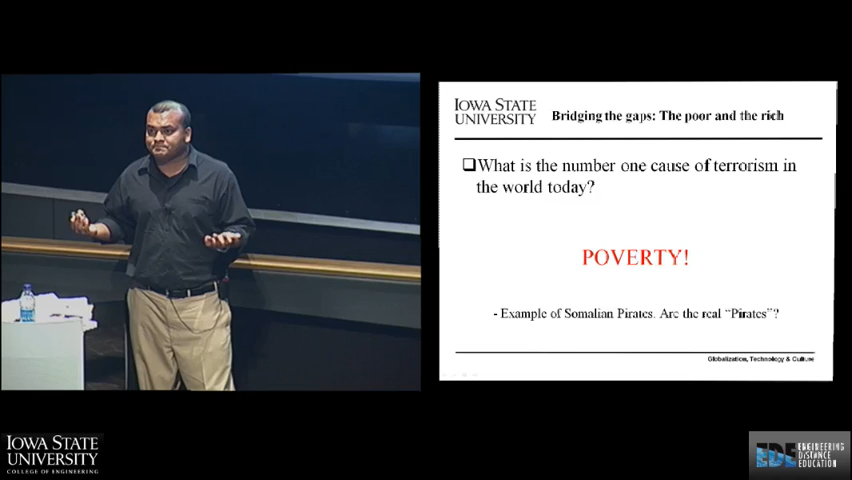 IOWA STATE
UNIVERSITY
Bridging the gaps: The poor and the rich
What is the number one cause of terrorism in
the world today?
POVERTY!
- Example of Somalian Pirates. Are the real “Pirates”?
Globalization, Technology & Culture
IOWA STATE
UNIVERSITY
COLLEGE OF ENGINEERING
EDE ENGINEERING
DISTANCE
EDUCATION